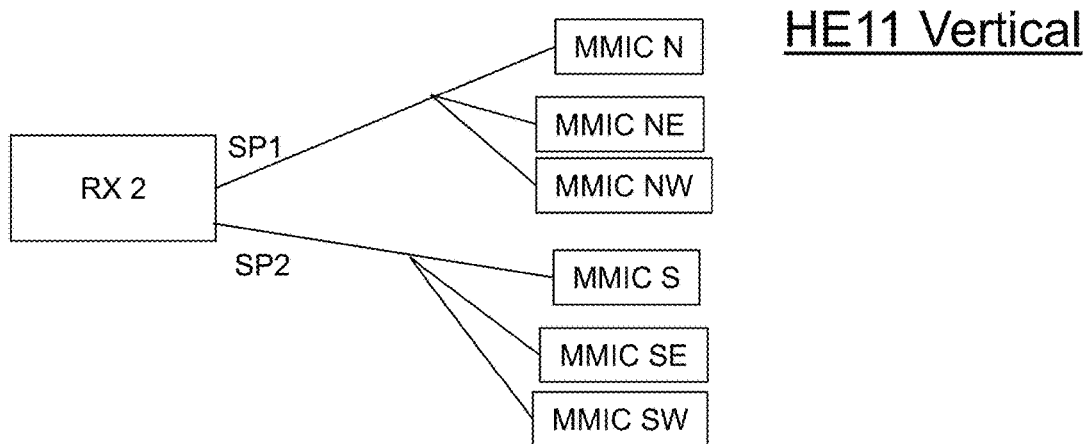 HE11 Vertical
MMIC N
MMIC NE
SP1
RX 2
MMIC NW
SP2
MMIC S
MMIC SE
MMIC SW